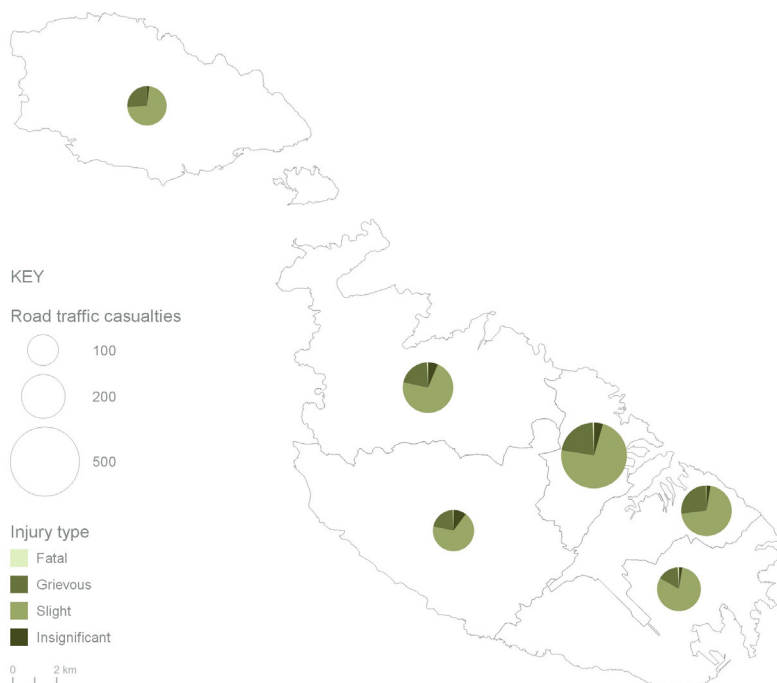 KEY
Road traffic casualties
100
200
500
Injury type
Fatal
Grievous
Slight
Insignificant
0 2 km